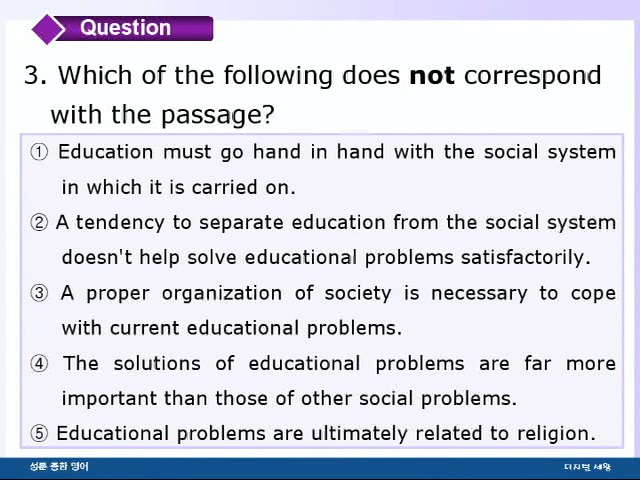 Question
3. Which of the following does not correspond
with the passage?
① Education must go hand in hand with the social system
in which it is carried on.
② A tendency to separate education from the social system
doesn't help solve educational problems satisfactorily.
③ A proper organization of society is necessary to cope
with current educational problems.
④ The solutions of educational problems are far more
important than those of other social problems.
⑤ Educational problems are ultimately related to religion.
성문 종합 영어
디지털 세웅